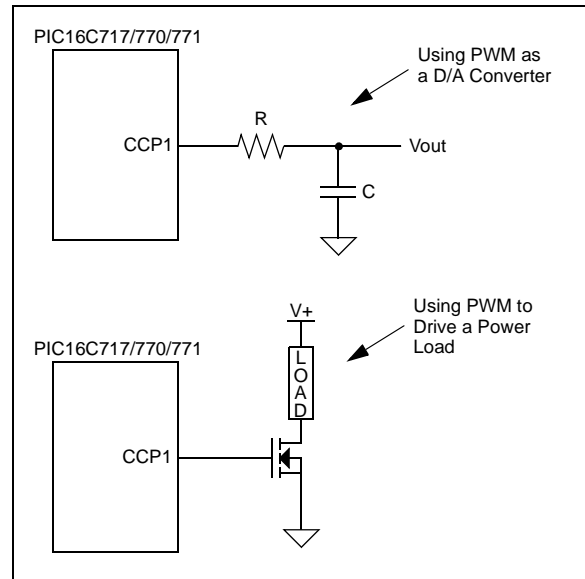 PIC16C717/770/771
Using PWM as
a D/A Converter
R
CCP1
Vout
C
V+
Using PWM to
Drive a Power
Load
PIC16C717/770/771
LOAD
CCP1